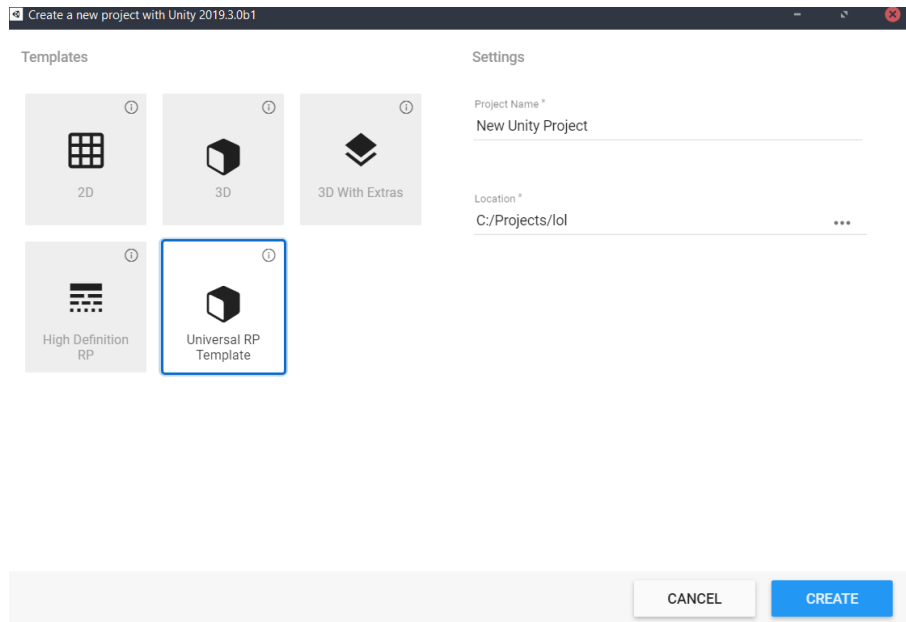 Create a new project with Unity 2019.3.0b1
Templates
2D
3D
3D With Extras
High Definition
RP
Universal RP
Template
Settings
Project Name *
New Unity Project
Location *
C:/Projects/lol
CANCEL
CREATE